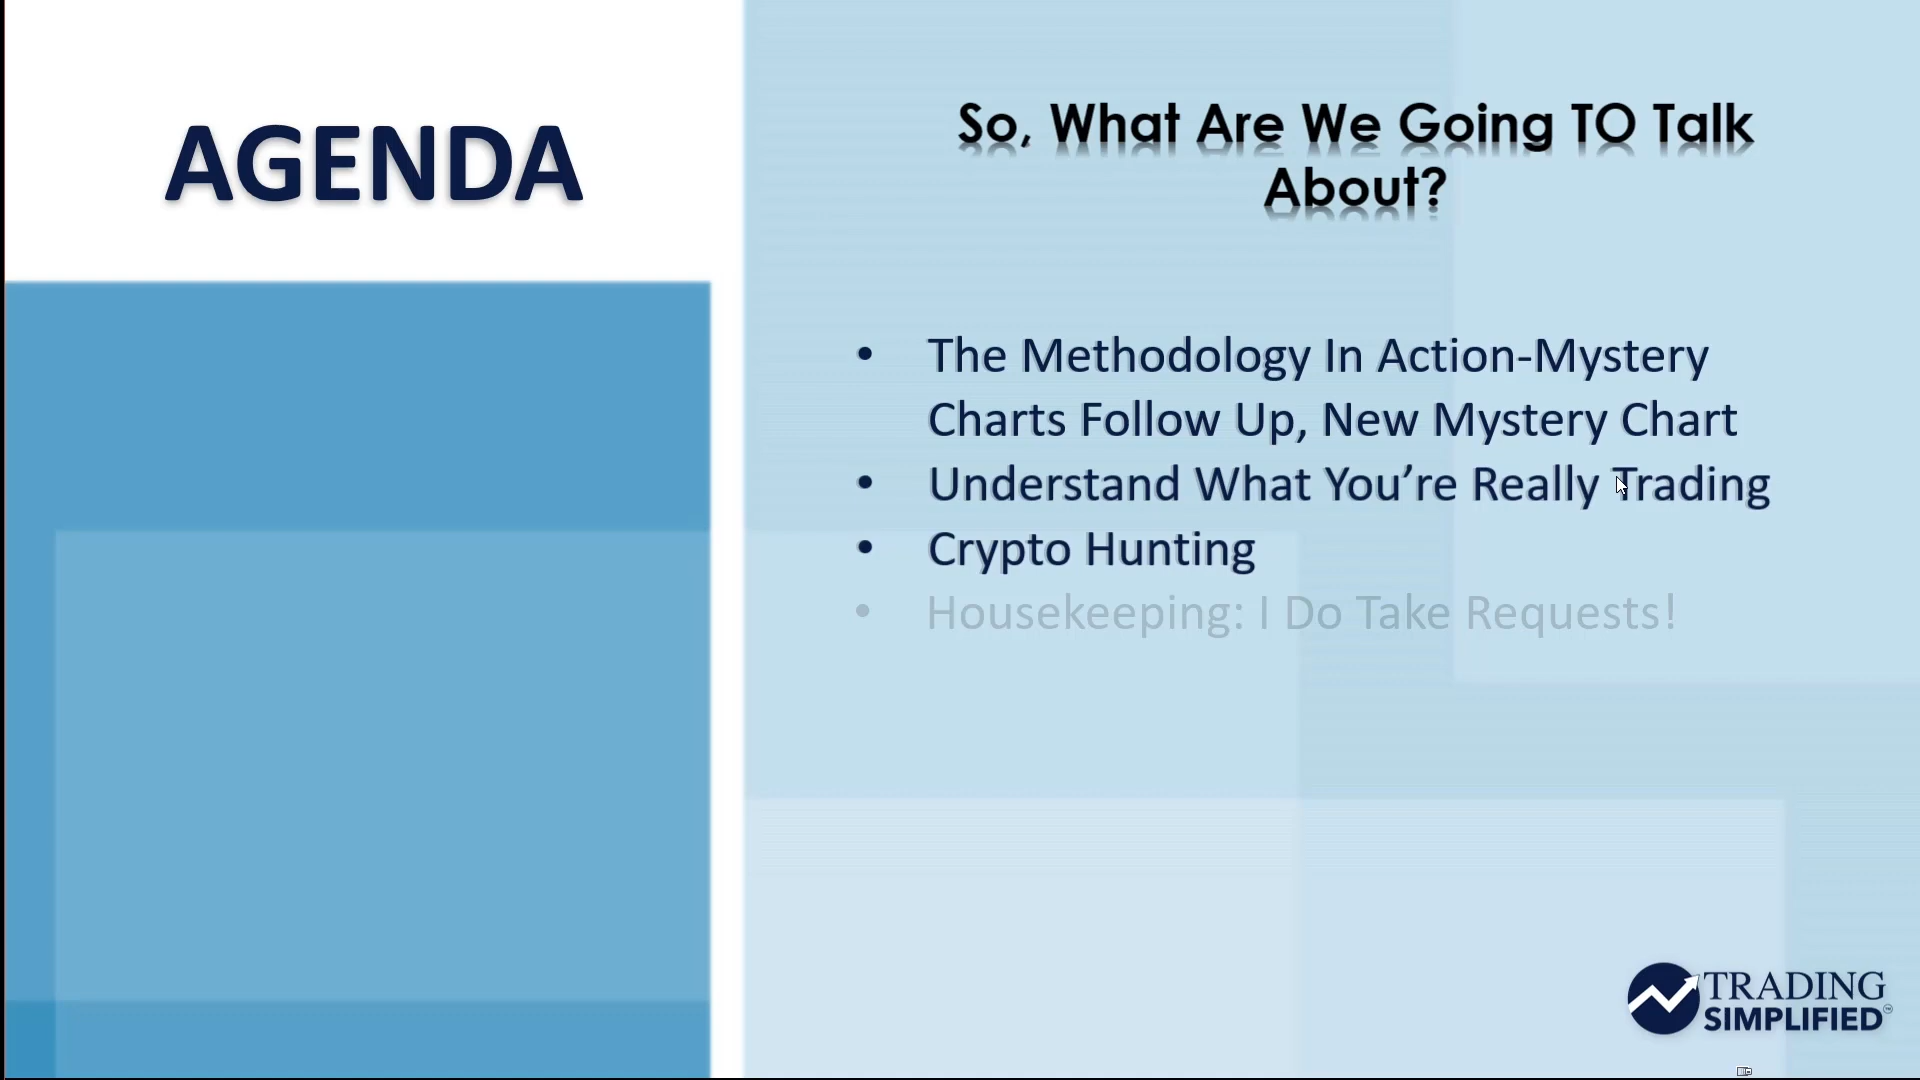 AGENDA
So, What Are We Going TO Talk
About?
• The Methodology In Action-Mystery
Charts Follow Up, New Mystery Chart
• Understand What You’re Really Trading
• Crypto Hunting
• Housekeeping: I Do Take Requests!
TRADING
SIMPLIFIED™